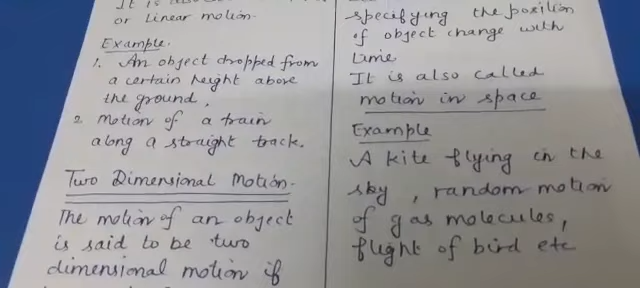 It is
or Linear motion.
Example.
1. An object dropped from
a certain height above
the ground.
2 Motion of a train
along a straight track.
Two Dimensional Motion.
The motion of an object
is said to be two
dimensional motion if
specifying the position
of object change with
time
It is also called
motion in space
Example
A kite flying in the
sky, random motion
of gas molecules,
flight of bird etc